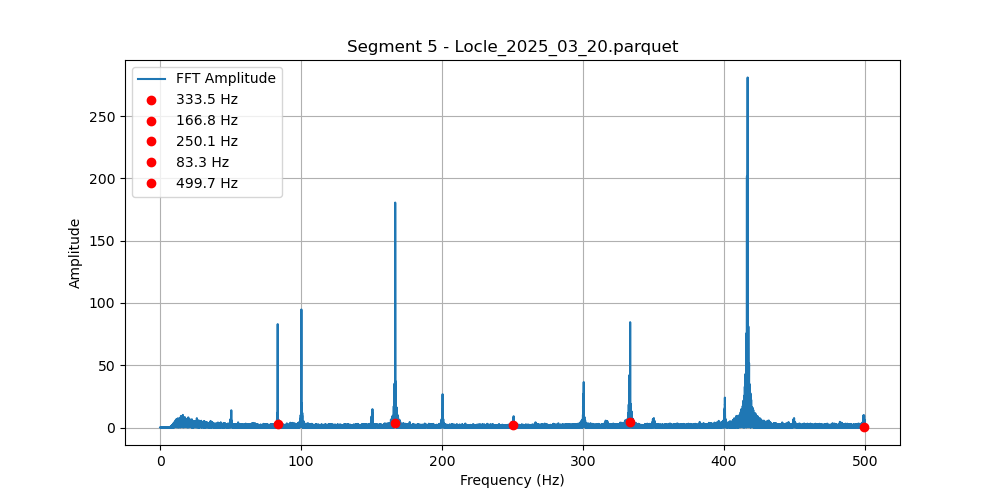 Segment 5 - Locle_2025_03_20.parquet
FFT Amplitude
333.5 Hz
166.8 Hz
250.1 Hz
83.3 Hz
499.7 Hz
250
200
150
100
50
0
Amplitude
0 100 200 300 400 500
Frequency (Hz)